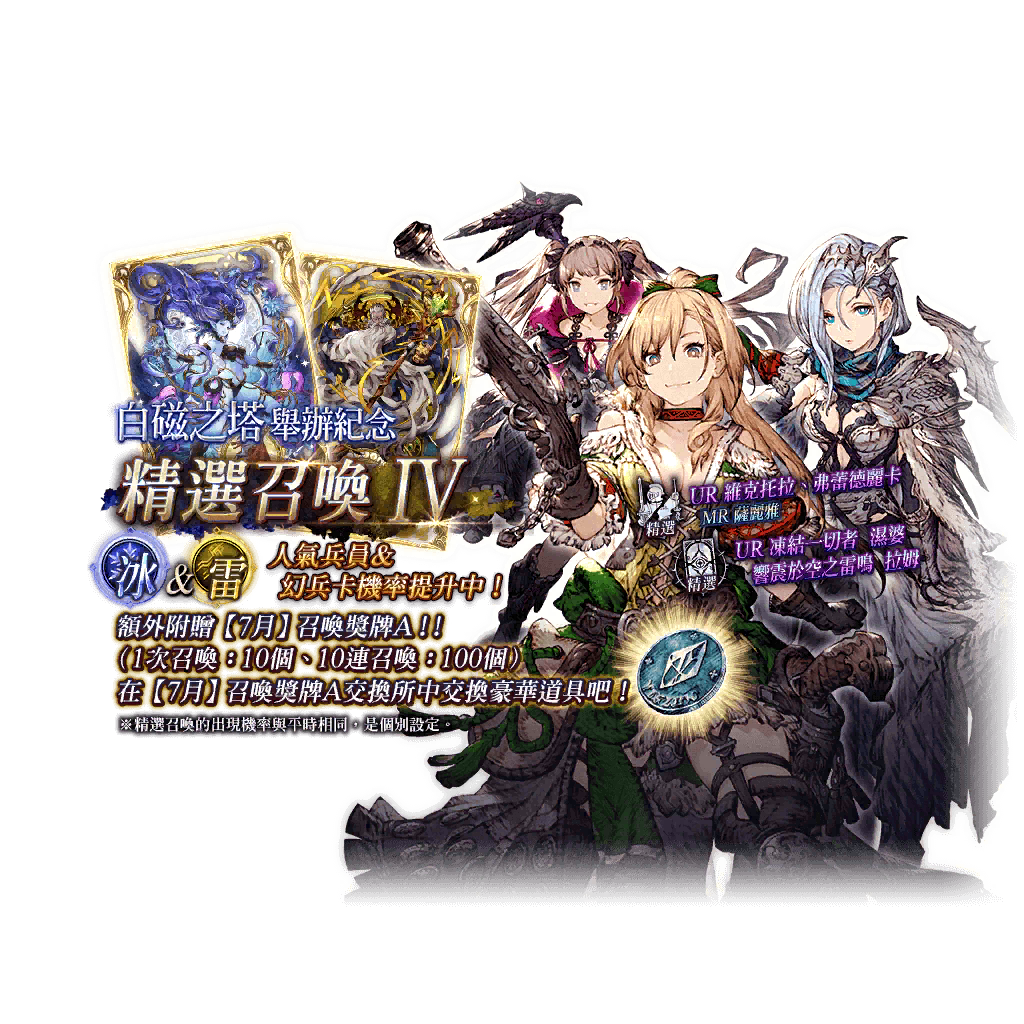 白磁之塔 舉辦紀念
精選召喚 IV
冰 & 雷
人氣兵員&
幻兵卡機率提升中！
額外附贈【7月】召喚獎牌A！！
（1次召喚：10個、10連召喚：100個）
在【7月】召喚獎牌A交換所中交換豪華道具吧！
※精選召喚的出現機率與平時相同，是個別設定。
精選
UR 維克托拉、弗蕾德麗卡
MR 薩麗雅
精選
UR 凍結一切者 濕婆
響震於空之雷鳴 拉姆